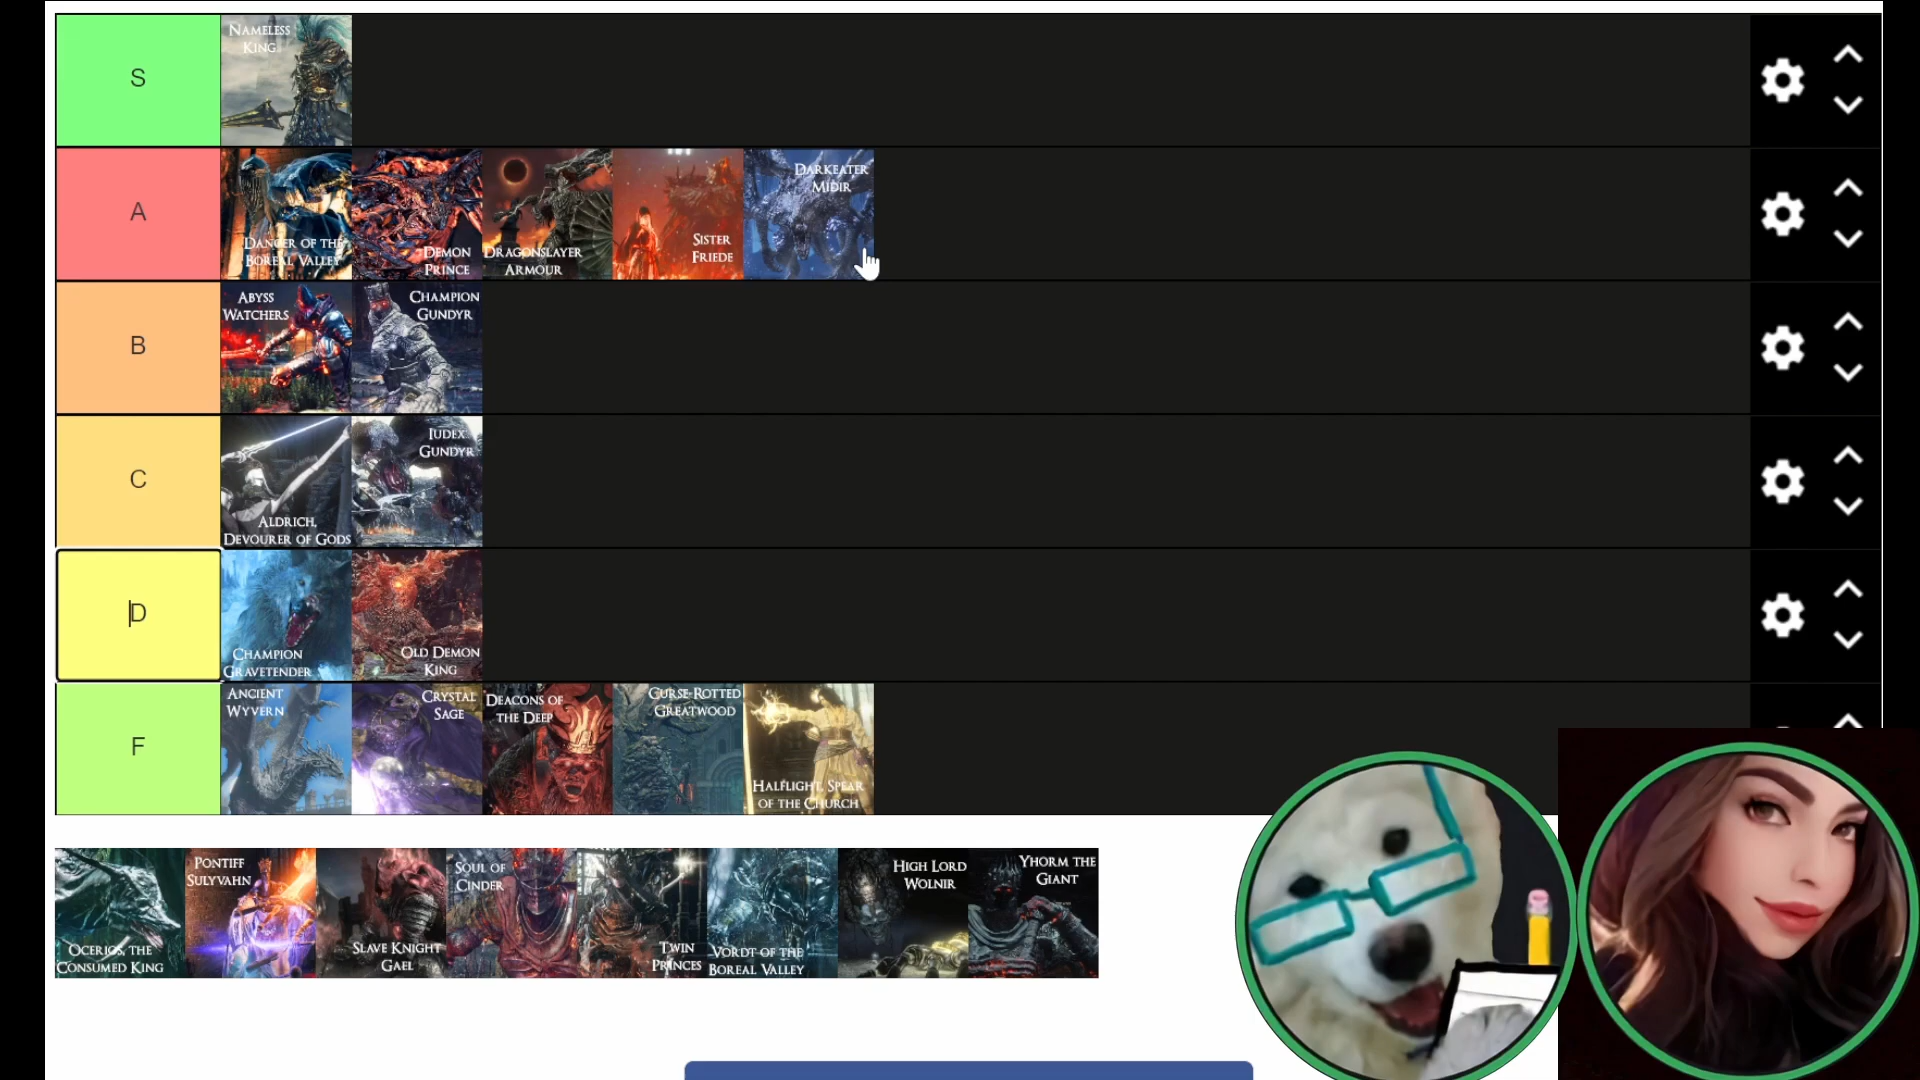 S
NAMELESS
KING
A
DANCER OF THE
BOREAL VALLEY
DEMON
PRINCE
DRAGONSLAYER
ARMOUR
SISTER
FRIEDE
DARKEATER
MIDIR
B
ABYSS
WATCHERS
CHAMPION
GUNDYR
C
ALDRICH,
DEVOURER OF GODS
IUDEX
GUNDYR
D
CHAMPION
GRAVETENDER
OLD DEMON
KING
F
ANCIENT
WYVERN
CRYSTAL
SAGE
DEACONS OF
THE DEEP
CURSE-ROTTED
GREATWOOD
HALFLIGHT, SPEAR
OF THE CHURCH
OCEIROS, THE
CONSUMED KING
PONTIFF
SULYVAHN
SLAVE KNIGHT
GAEL
SOUL OF
CINDER
TWIN
PRINCES
VORDT OF THE
BOREAL VALLEY
HIGH LORD
WOLNIR
YHORM THE
GIANT